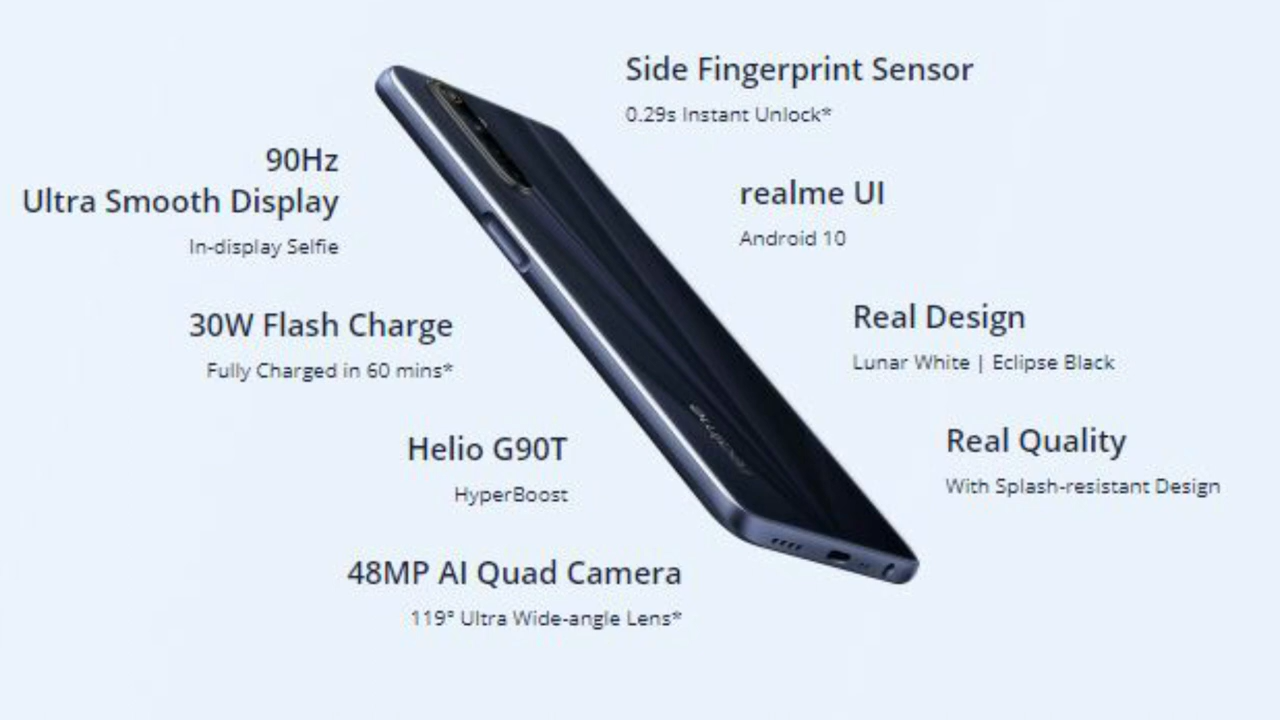 Side Fingerprint Sensor
0.29s Instant Unlock*
90Hz
Ultra Smooth Display
In-display Selfie
realme UI
Android 10
30W Flash Charge
Fully Charged in 60 mins*
Real Design
Lunar White | Eclipse Black
Helio G90T
HyperBoost
Real Quality
With Splash-resistant Design
48MP AI Quad Camera
119° Ultra Wide-angle Lens*
realme